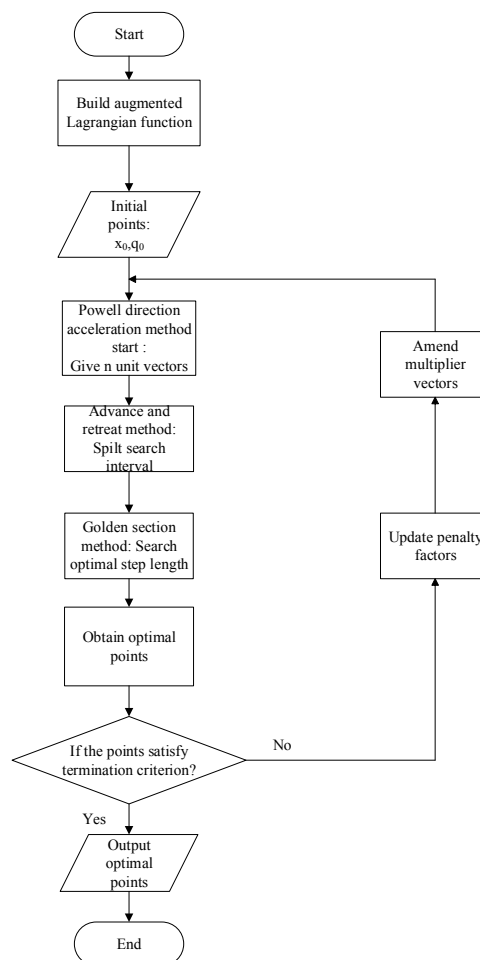 Start
Build augmented
Lagrangian function
Initial
points:
x₀,q₀
Powell direction
acceleration method
start :
Give n unit vectors
Amend
multiplier
vectors
Advance and
retreat method:
Spilt search
interval
Golden section
method: Search
optimal step length
Update penalty
factors
Obtain optimal
points
If the points satisfy
termination criterion?
No
Yes
Output
optimal
points
End